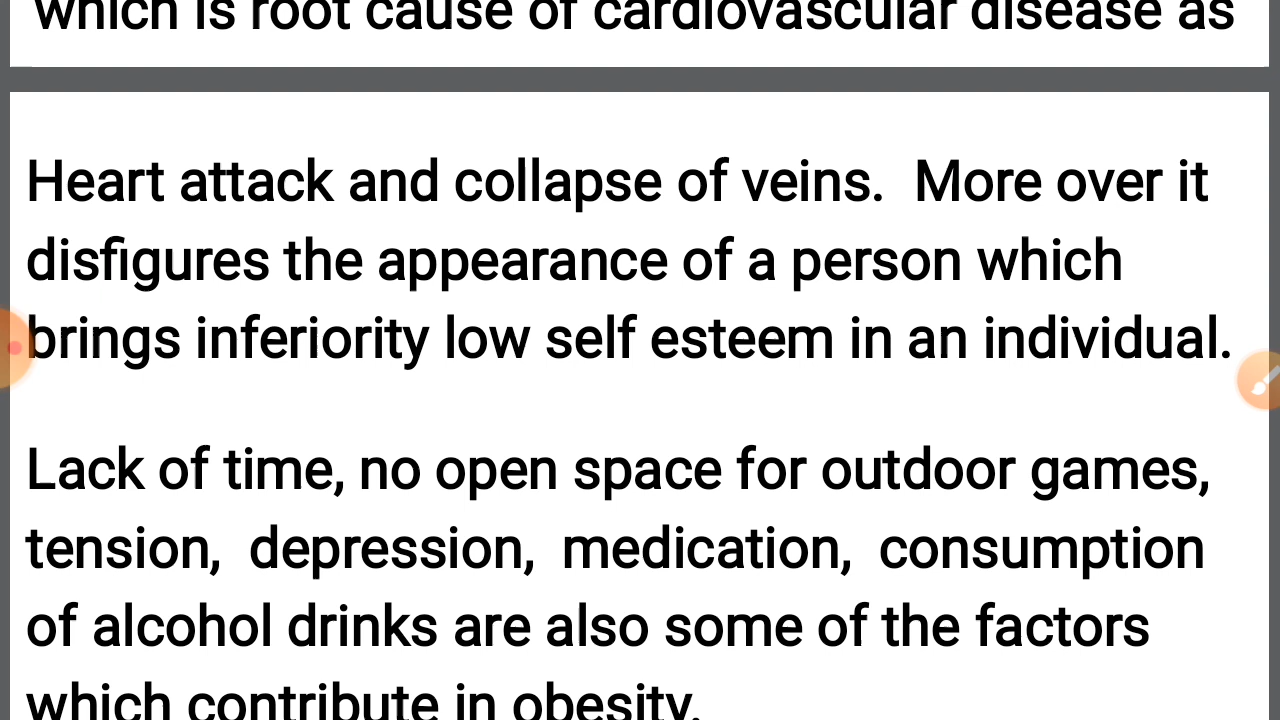 which is root cause of cardiovascular disease as
Heart attack and collapse of veins.  More over it
disfigures the appearance of a person which
brings inferiority low self esteem in an individual.
Lack of time, no open space for outdoor games,
tension,  depression,  medication,  consumption
of alcohol drinks are also some of the factors
which contribute in obesity.